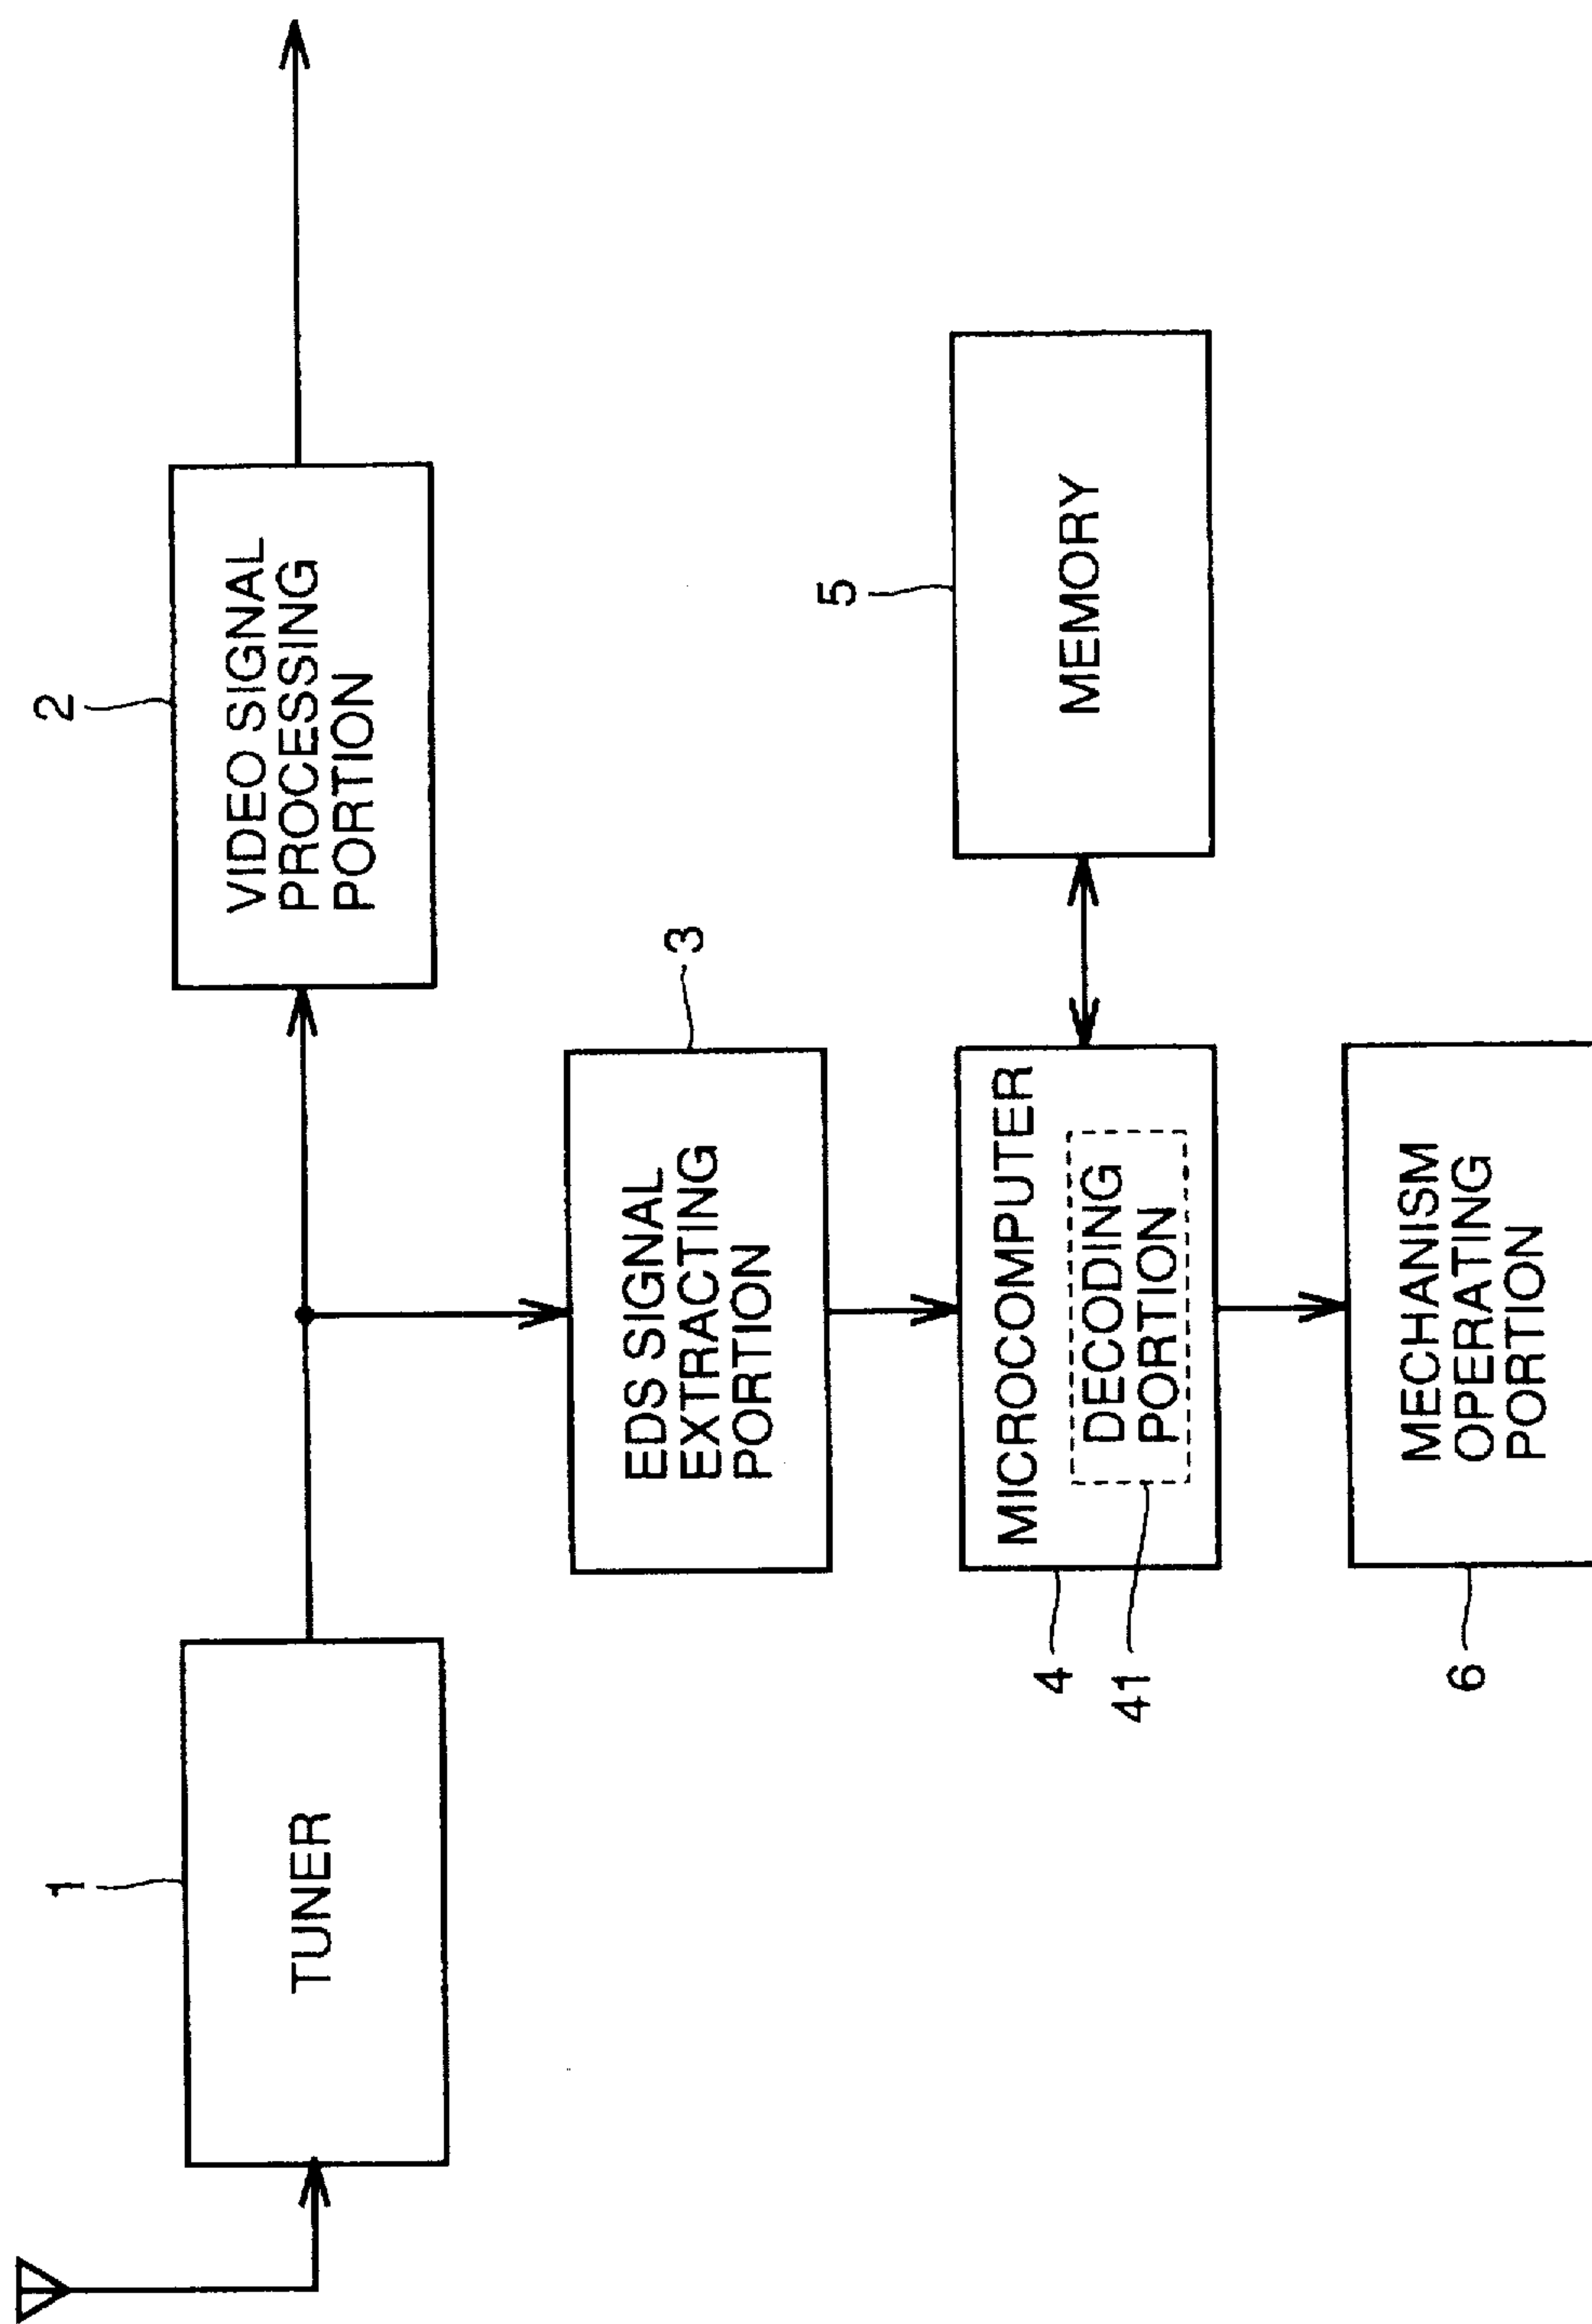 1
TUNER
2
VIDEO SIGNAL
PROCESSING
PORTION
3
EDS SIGNAL
EXTRACTING
PORTION
4
MICROCOMPUTER
41
DECODING
PORTION
5
MEMORY
6
MECHANISM
OPERATING
PORTION